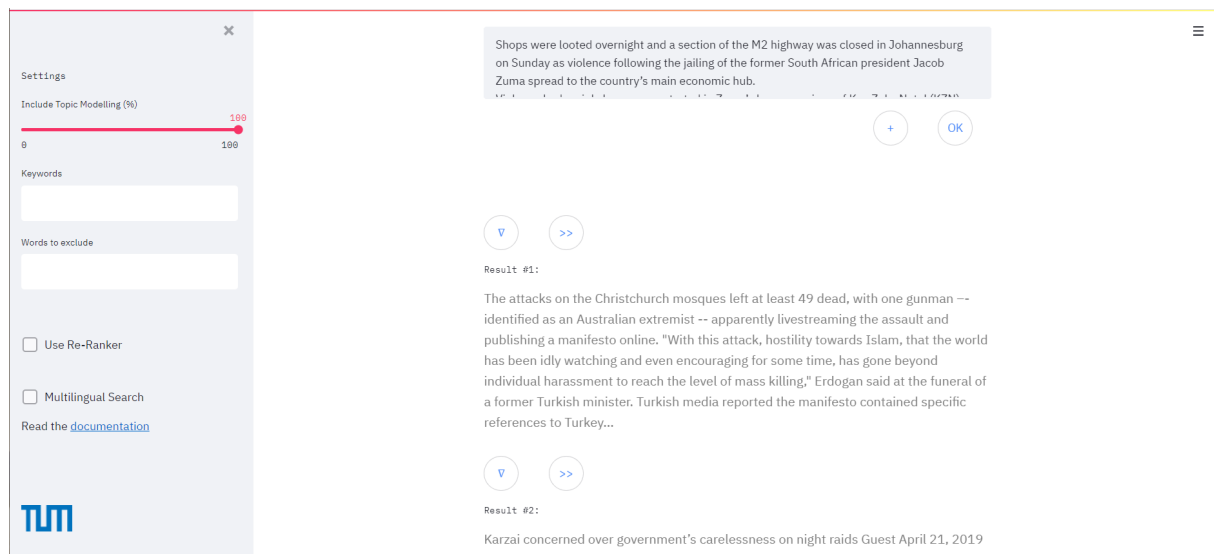 ×
Settings
Include Topic Modelling (%)
100
0 100
Keywords
Words to exclude
Use Re-Ranker
Multilingual Search
Read the documentation
TUM
Shops were looted overnight and a section of the M2 highway was closed in Johannesburg
on Sunday as violence following the jailing of the former South African president Jacob
Zuma spread to the country’s main economic hub.
+ OK
∇ >>
Result #1:
The attacks on the Christchurch mosques left at least 49 dead, with one gunman –-
identified as an Australian extremist -- apparently livestreaming the assault and
publishing a manifesto online. "With this attack, hostility towards Islam, that the world
has been idly watching and even encouraging for some time, has gone beyond
individual harassment to reach the level of mass killing," Erdogan said at the funeral of
a former Turkish minister. Turkish media reported the manifesto contained specific
references to Turkey...
∇ >>
Result #2:
Karzai concerned over government’s carelessness on night raids Guest April 21, 2019